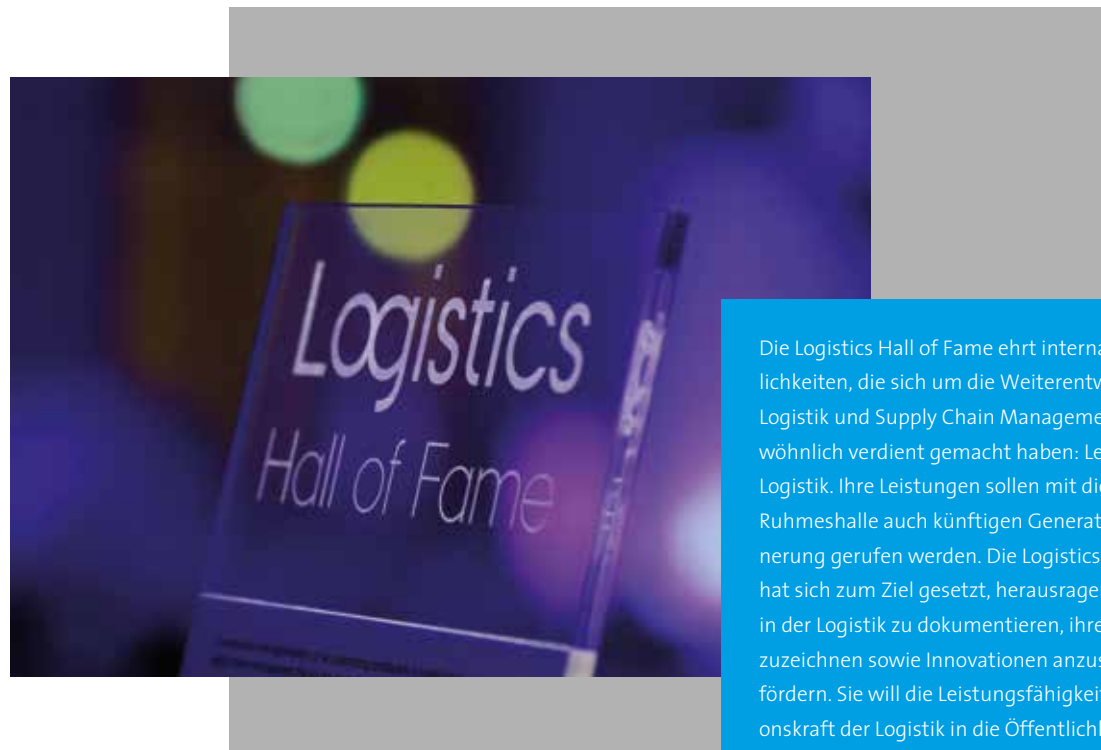 Logistics
Hall of Fame
Die Logistics Hall of Fame ehrt interna
lichkeiten, die sich um die Weiterentw
Logistik und Supply Chain Manageme
wöhnlich verdient gemacht haben: Le
Logistik. Ihre Leistungen sollen mit die
Ruhmeshalle auch künftigen Generat
nerung gerufen werden. Die Logistics
hat sich zum Ziel gesetzt, herausrage
in der Logistik zu dokumentieren, ihre
zuzeichnen sowie Innovationen anzus
fördern. Sie will die Leistungsfähigkei
onskraft der Logistik in die Öffentlichk